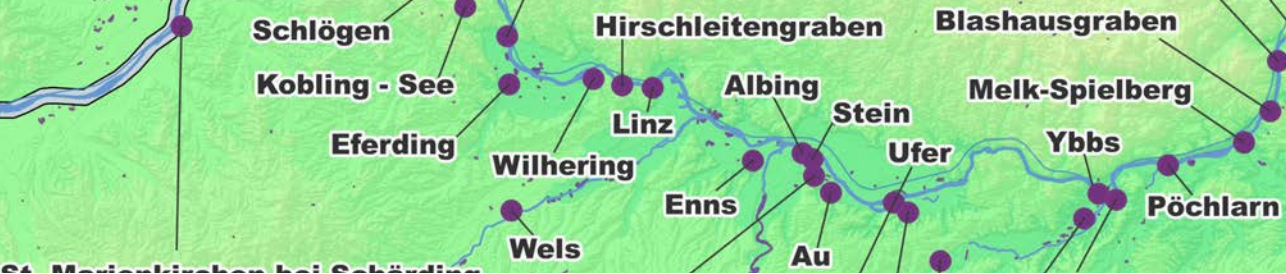 Schlögen
Hirschleitengraben
Blashausgraben
Kobling - See
Albing
Melk-Spielberg
Linz
Stein
Eferding
Ybbs
Wilhering
Ufer
Enns
Pöchlarn
Wels
Au
St. Marienkirchen bei Schärding